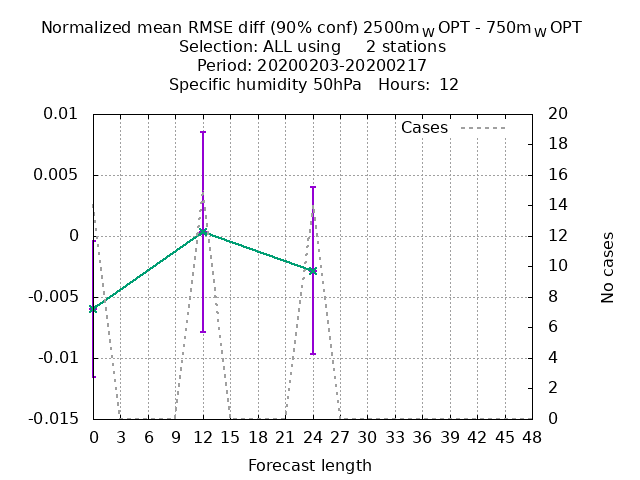 Normalized mean RMSE diff (90% conf) 2500m_W OPT - 750m_W OPT
Selection: ALL using     2 stations
Period: 20200203-20200217
Specific humidity 50hPa   Hours: 12
0.01
0.005
0
-0.005
-0.01
-0.015
Cases
20
18
16
14
12
10
8
6
4
2
0
No cases
0 3 6 9 12 15 18 21 24 27 30 33 36 39 42 45 48
Forecast length